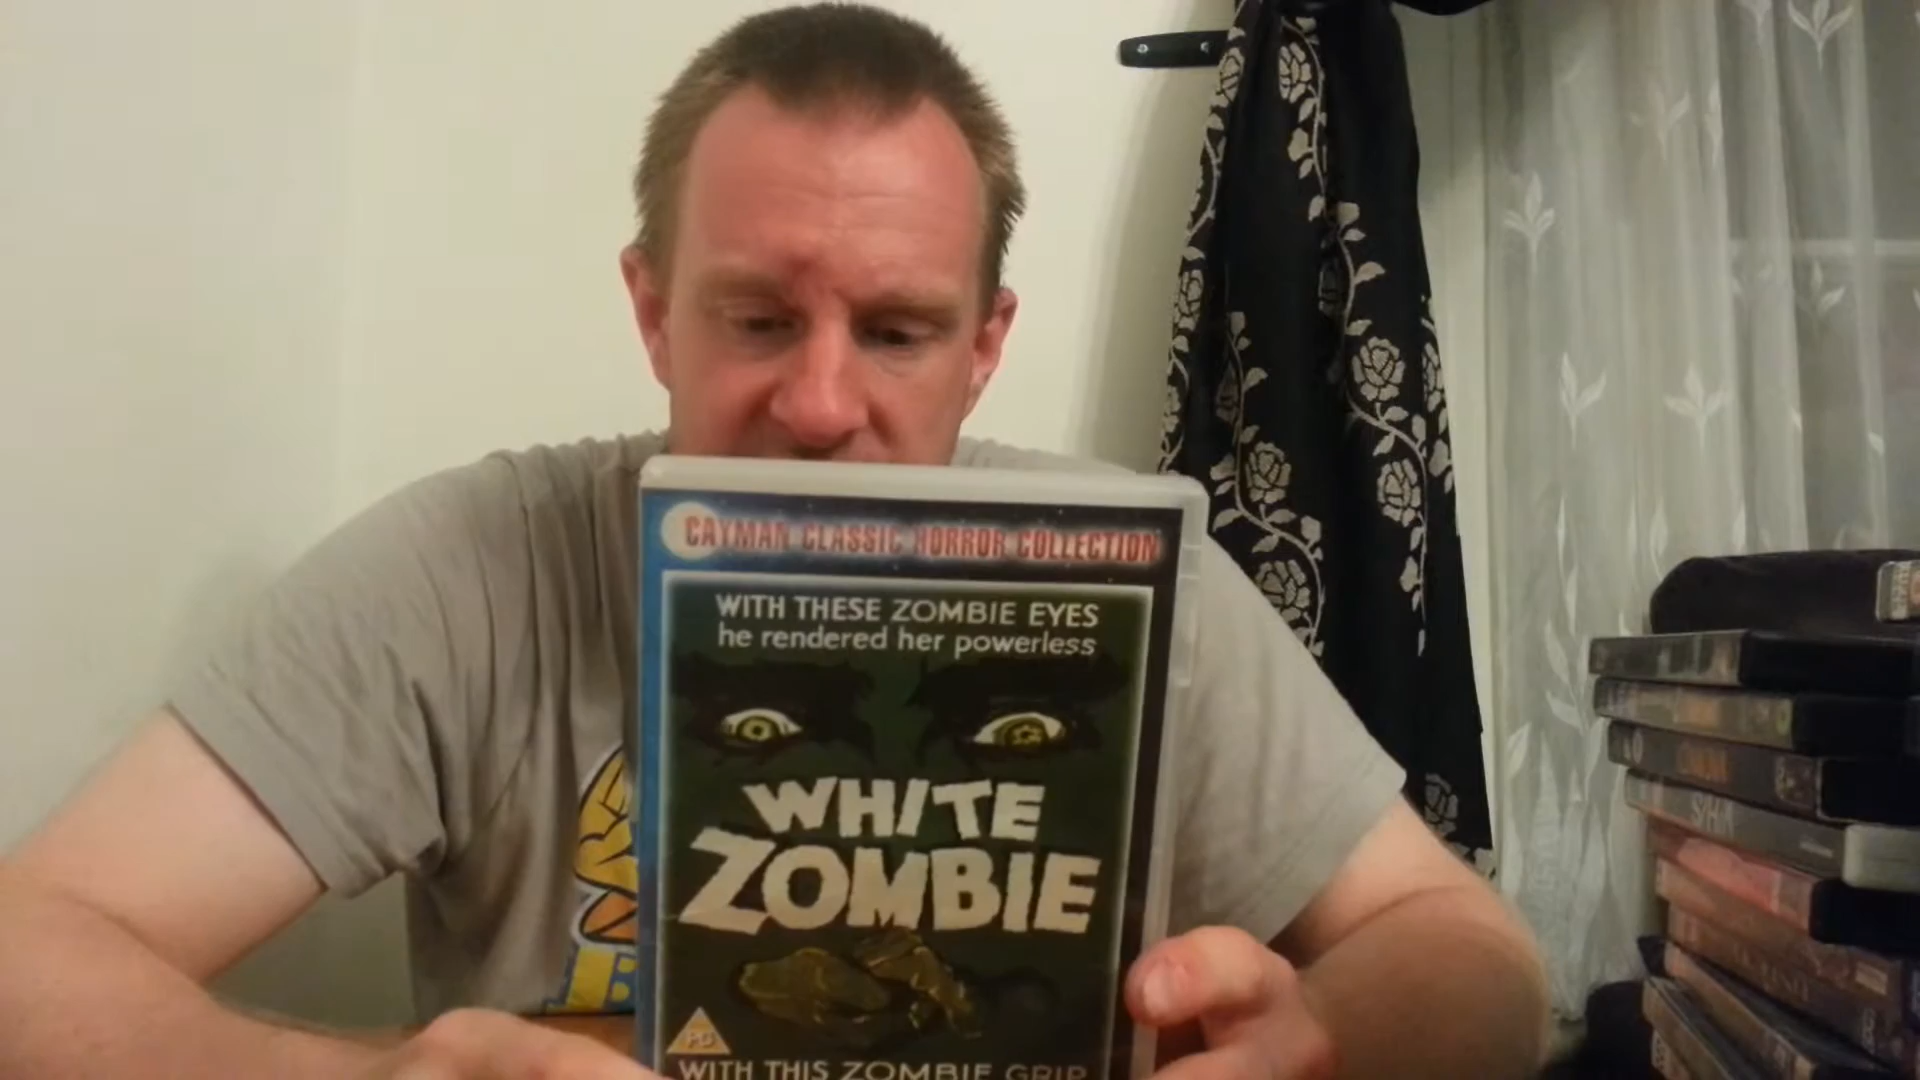 CAYMAN CLASSIC HORROR COLLECTION
WITH THESE ZOMBIE EYES
he rendered her powerless
WHITE
ZOMBIE
PG
WITH THIS ZOMBIE GRIP
B